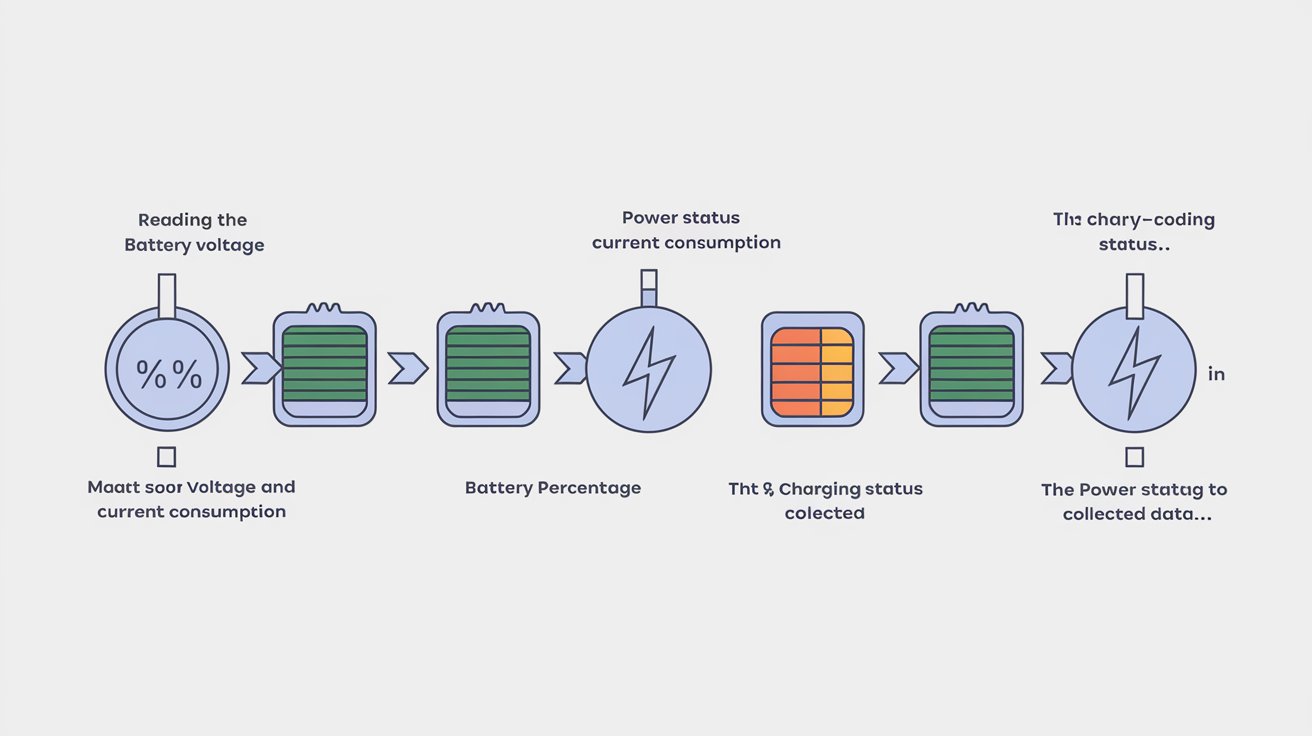 Reading the
Battery voltage
Power status
current consumption
The chary-coding
status..
%%
in
Maatt soor Voltage and
current consumption
Battery Percentage
Tht & Charging status
colected
The Power statag to
collected data...